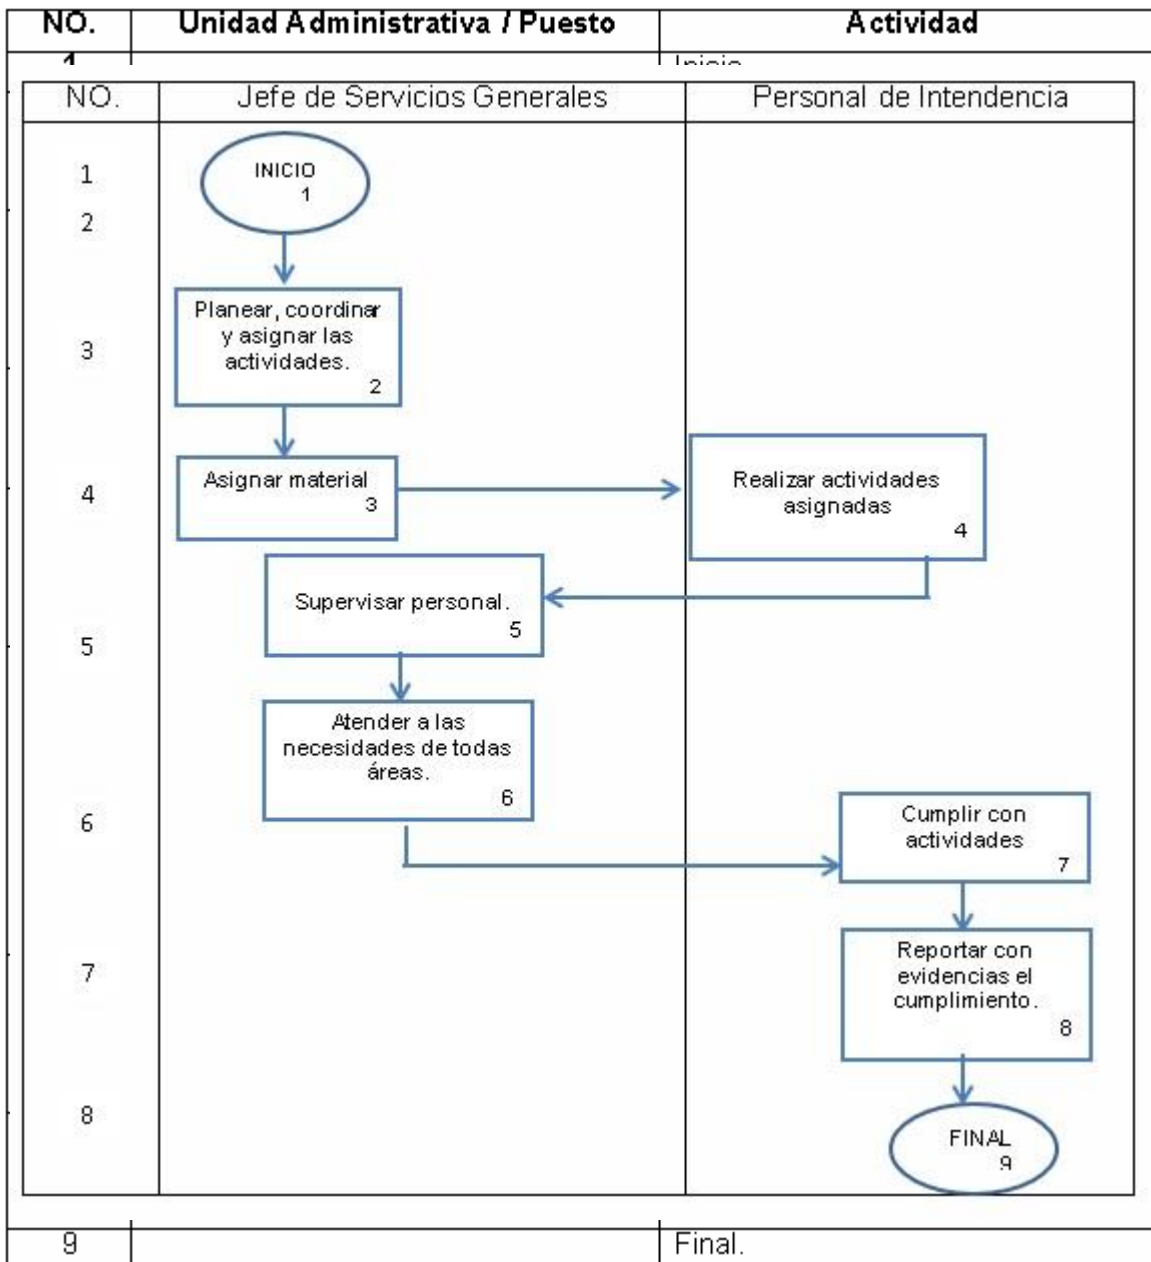 NO. Unidad Administrativa / Puesto Actividad
1 Inicio
NO. Jefe de Servicios Generales Personal de Intendencia
1
INICIO
1
2
Planear, coordinar
y asignar las
actividades.
2
3
Asignar material
3
4
Realizar actividades
asignadas
4
Supervisar personal.
5
5
Atender a las
necesidades de todas
áreas.
6
6
Cumplir con
actividades
7
Reportar con
evidencias el
cumplimiento.
8
7
8
FINAL
9
9 Final.